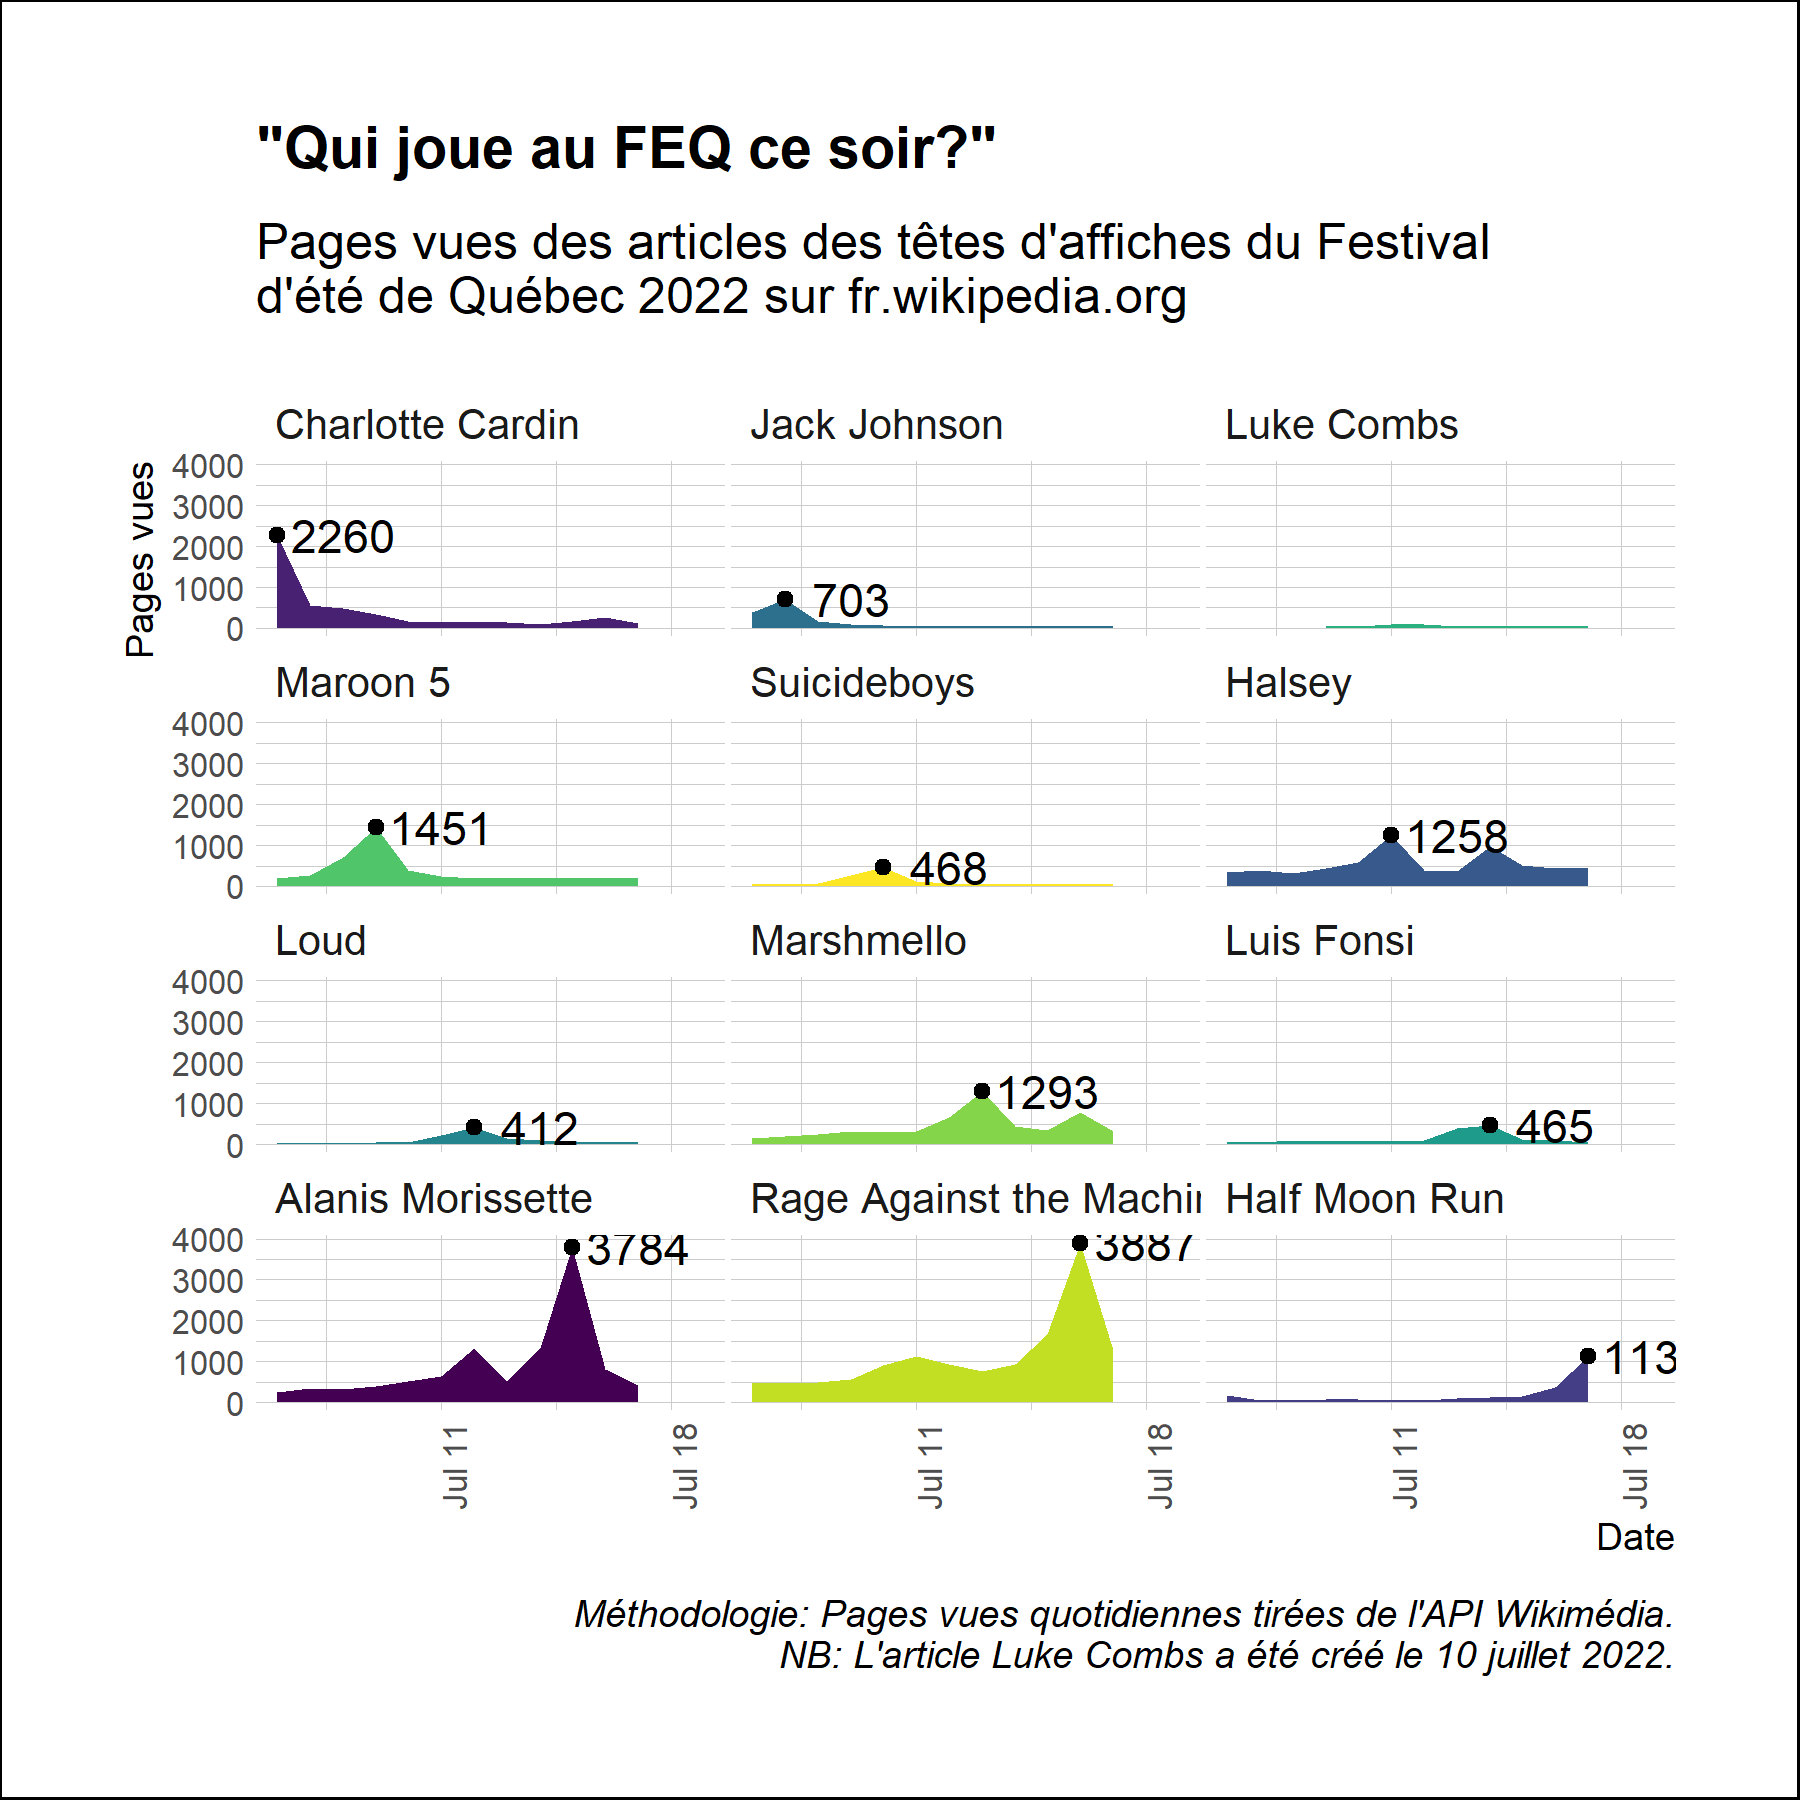 "Qui joue au FEQ ce soir?"
Pages vues des articles des têtes d'affiches du Festival
d'été de Québec 2022 sur fr.wikipedia.org
Charlotte Cardin
Jack Johnson
Luke Combs
Pages vues
4000
3000
2000
1000
0
2260
703
Maroon 5
Suicideboys
Halsey
4000
3000
2000
1000
0
1451
468
1258
Loud
Marshmello
Luis Fonsi
4000
3000
2000
1000
0
412
1293
465
Alanis Morissette
Rage Against the
Half Moon Run
4000
3000
2000
1000
0
3784
3887
Jul 11
Jul 18
Jul 11
Jul 18
Jul 11
Jul 18
Date
Méthodologie: Pages vues quotidiennes tirées de l'API Wikimédia.
NB: L'article Luke Combs a été créé le 10 juillet 2022.